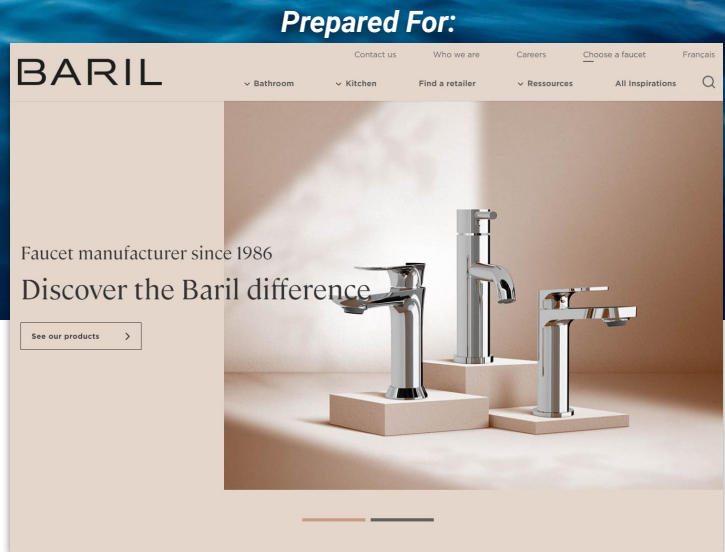 Prepared For:
BARIL
Contact us Who we are Careers Choose a faucet Français
Bathroom Kitchen Find a retailer Ressources All Inspirations
Faucet manufacturer since 1986
Discover the Baril difference
See our products